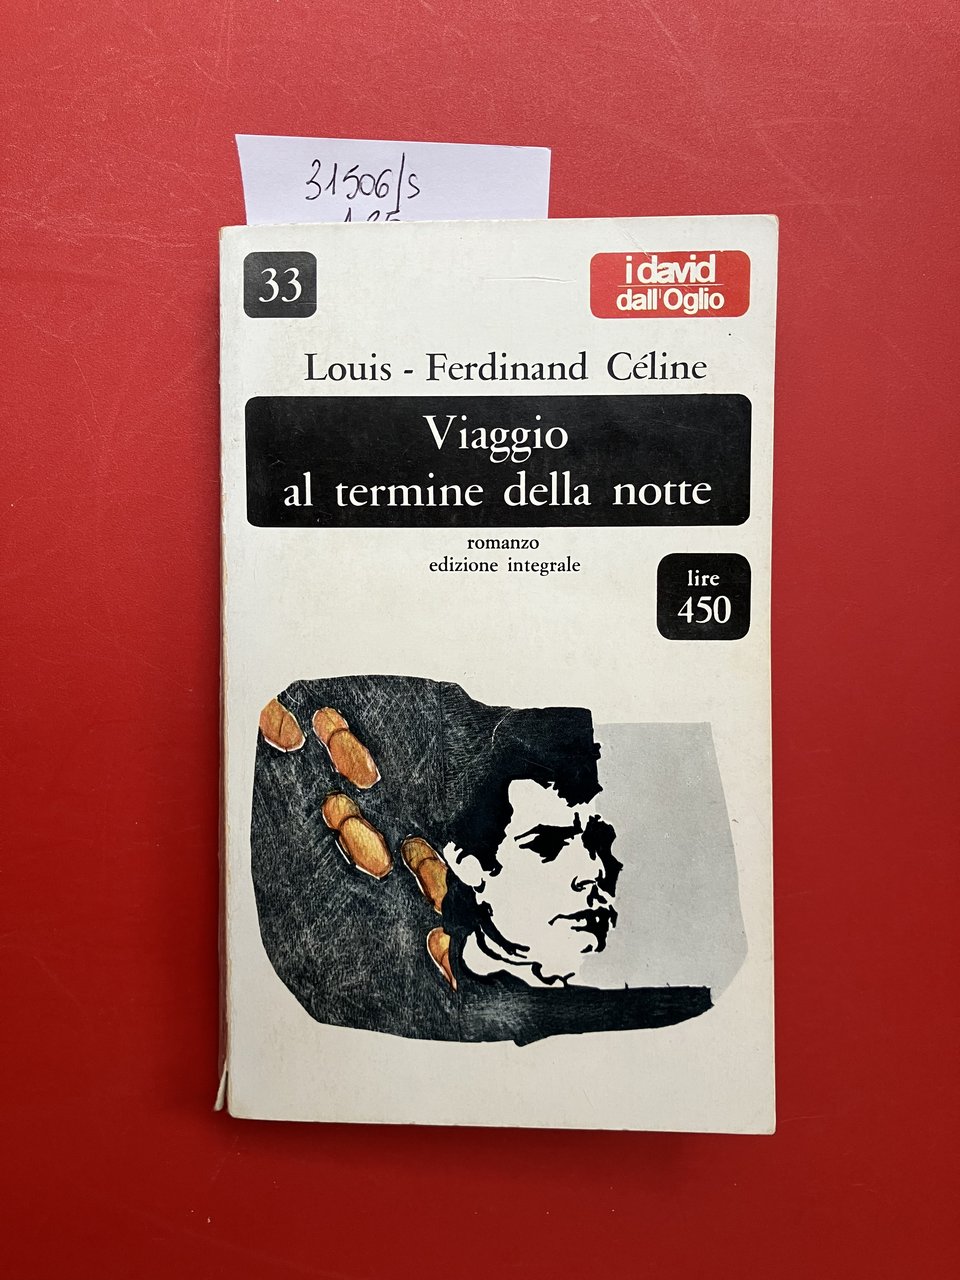 31506/s
33
i david
dall'Oglio
Louis - Ferdinand Céline
Viaggio
al termine della notte
romanzo
edizione integrale
lire
450